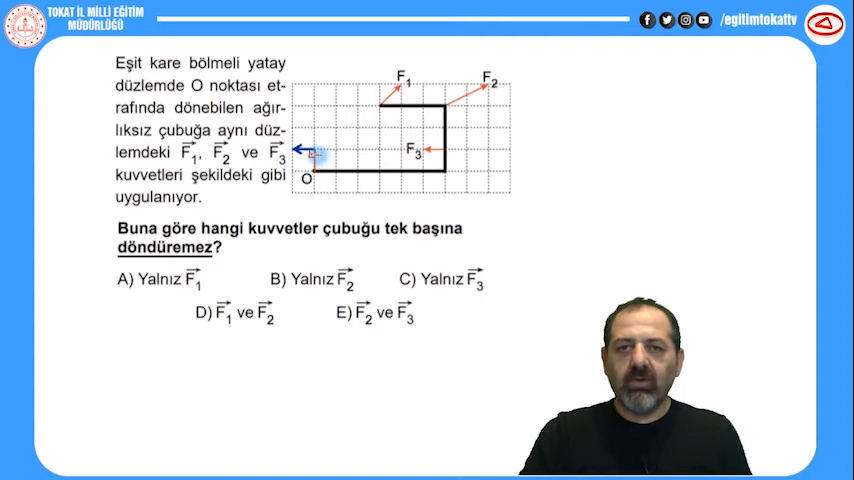 TOKAT İL MİLLİ EĞİTİM
MÜDÜRLÜĞÜ
/egitimtokattv
Eşit kare bölmeli yatay
düzlemde O noktası et-
rafında dönebilen ağır-
lıksız çubuğa aynı düz-
lemdeki F₁, F₂ ve F₃
kuvvetleri şekildeki gibi
uygulanıyor.
F₁
F₂
F₃
O
Buna göre hangi kuvvetler çubuğu tek başına
döndüremez?
A) Yalnız F₁ B) Yalnız F₂ C) Yalnız F₃
D) F₁ ve F₂ E) F₂ ve F₃